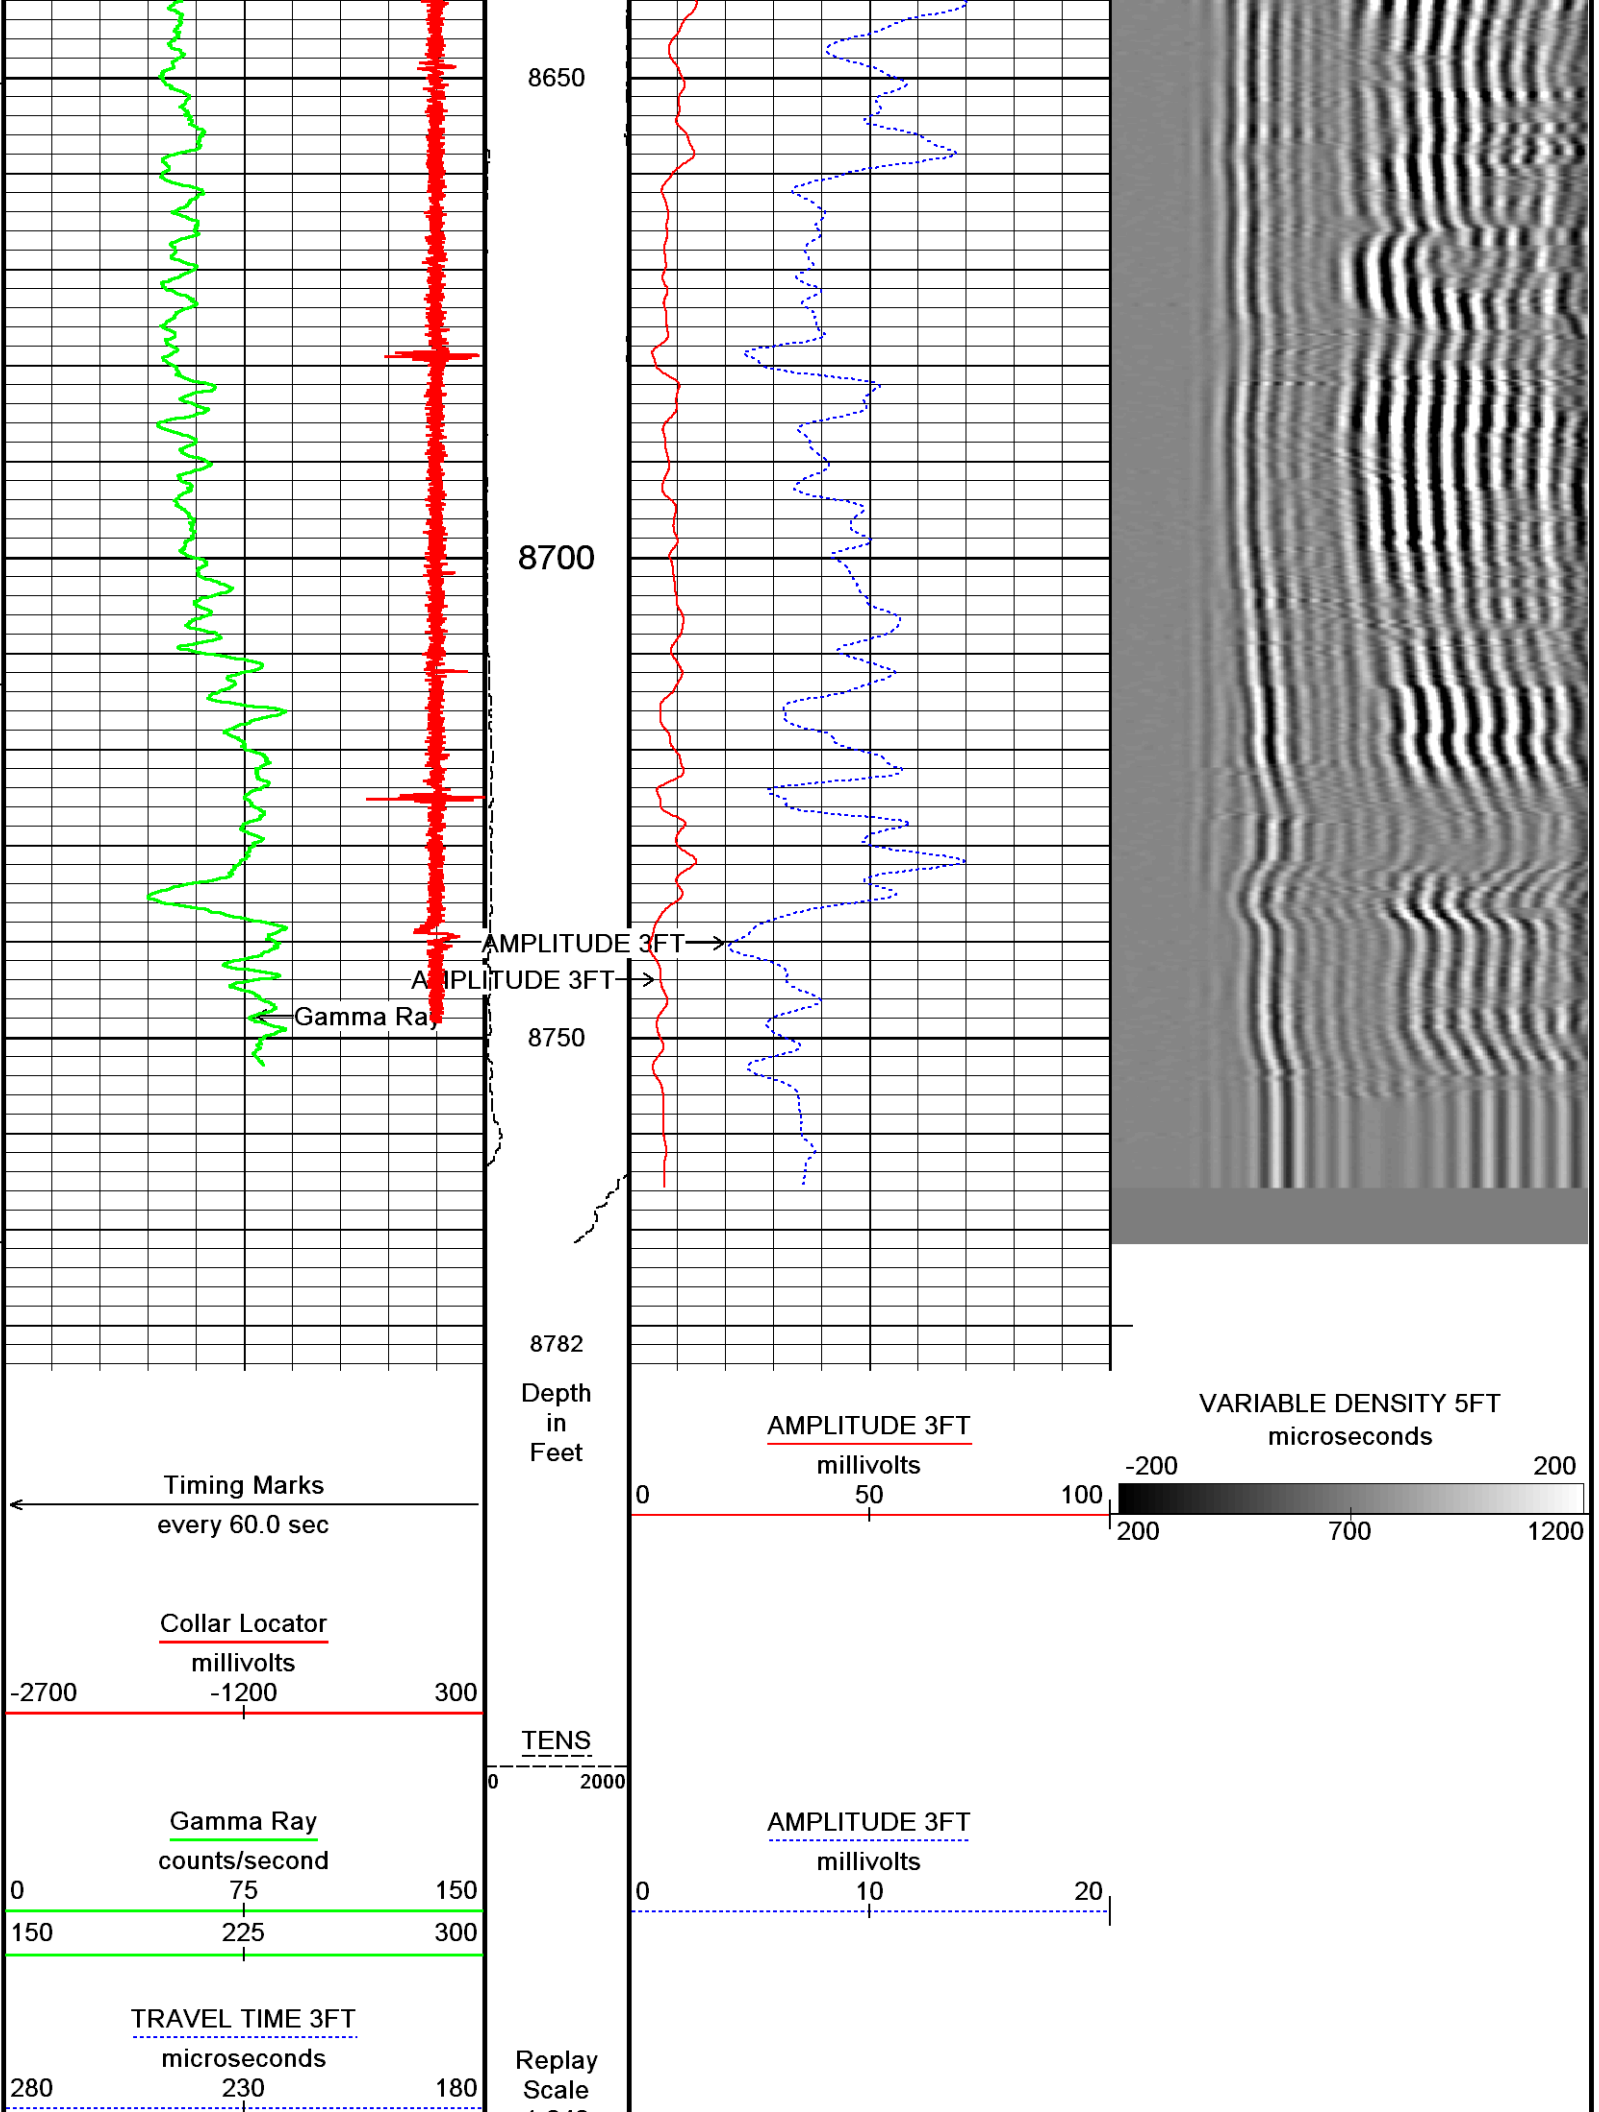 8650
8700
AMPLITUDE 3FT
AMPLITUDE 3FT
Gamma Ray
8750
8782
Depth
in
Feet
Timing Marks
every 60.0 sec
Collar Locator
millivolts
-2700 -1200 300
Gamma Ray
counts/second
0 75 150
150 225 300
TRAVEL TIME 3FT
microseconds
280 230 180
TENS
0 2000
Replay
Scale
AMPLITUDE 3FT
millivolts
0 50 100
AMPLITUDE 3FT
millivolts
0 10 20
VARIABLE DENSITY 5FT
microseconds
-200 200
200 700 1200